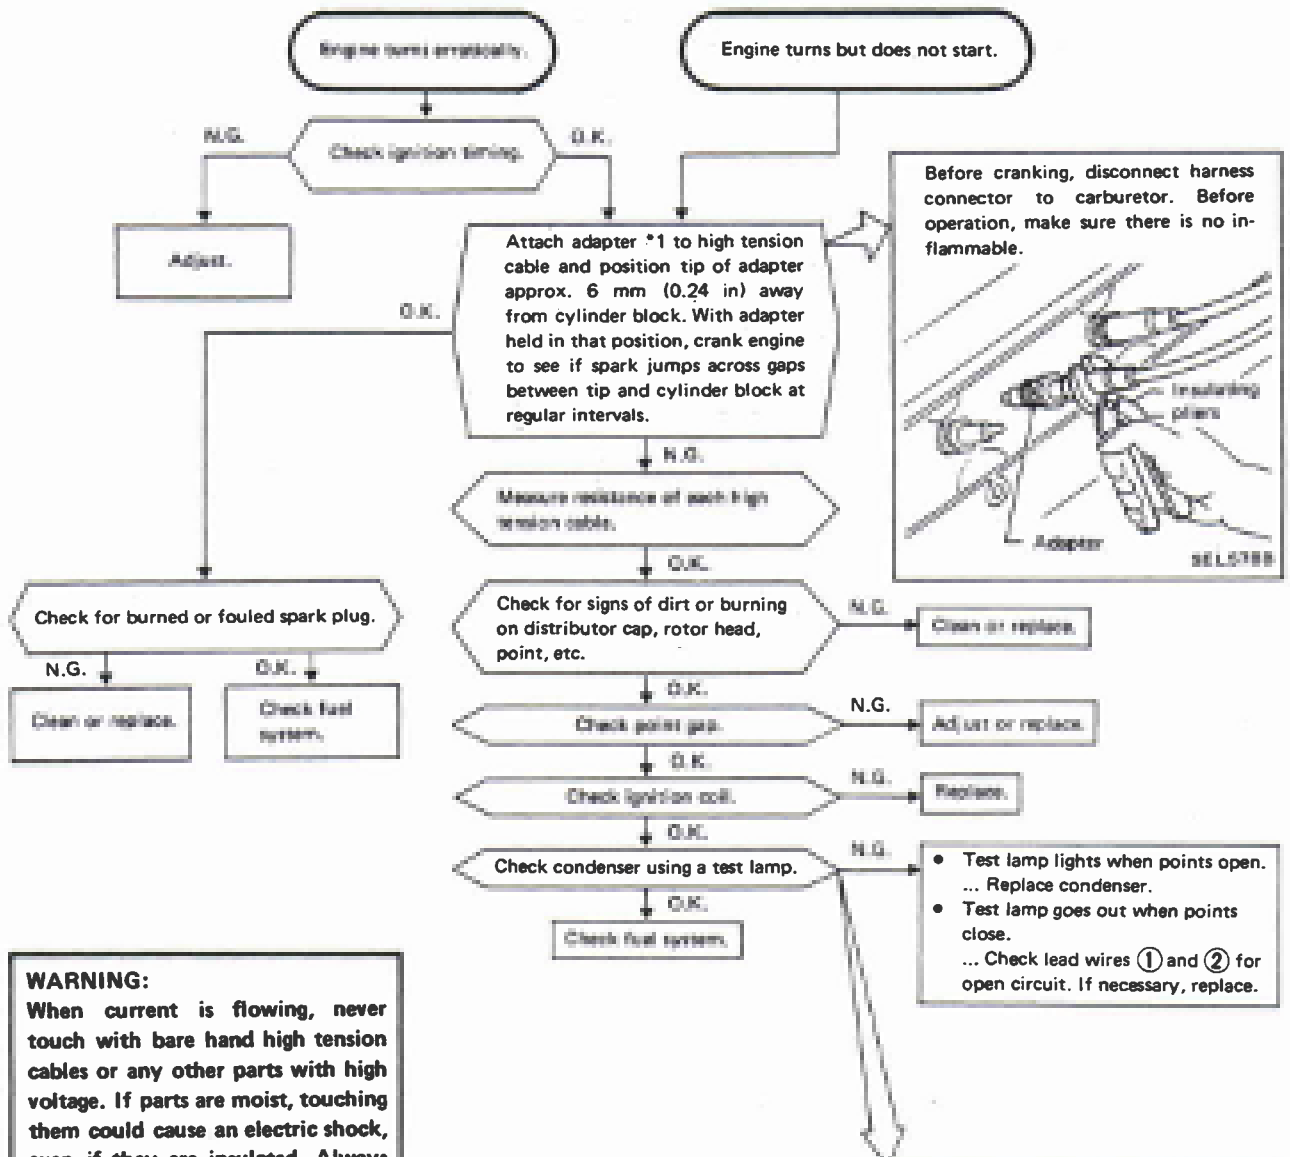 Engine turns erratically.
Engine turns but does not start.
N.G.
Check ignition timing.
O.K.
Adjust.
Before cranking, disconnect harness
connector to carburetor. Before
operation, make sure there is no in-
flammable.
Insulating
pliers
Adapter
SEL578B
Attach adapter *1 to high tension
cable and position tip of adapter
approx. 6 mm (0.24 in) away
from cylinder block. With adapter
held in that position, crank engine
to see if spark jumps across gaps
between tip and cylinder block at
regular intervals.
O.K.
N.G.
Measure resistance of each high
tension cable.
O.K.
Check for burned or fouled spark plug.
N.G.
O.K.
Clean or replace.
Check fuel
system.
Check for signs of dirt or burning
on distributor cap, rotor head,
point, etc.
N.G.
Clean or replace.
O.K.
Check point gap.
N.G.
Adjust or replace.
O.K.
Check ignition coil.
N.G.
Replace.
O.K.
Check condenser using a test lamp.
N.G.
• Test lamp lights when points open.
... Replace condenser.
• Test lamp goes out when points
close.
... Check lead wires ① and ② for
open circuit. If necessary, replace.
O.K.
Check fuel system.
WARNING:
When current is flowing, never
touch with bare hand high tension
cables or any other parts with high
voltage. If parts are moist, touching
them could cause an electric shock,
even if they are insulated. Always